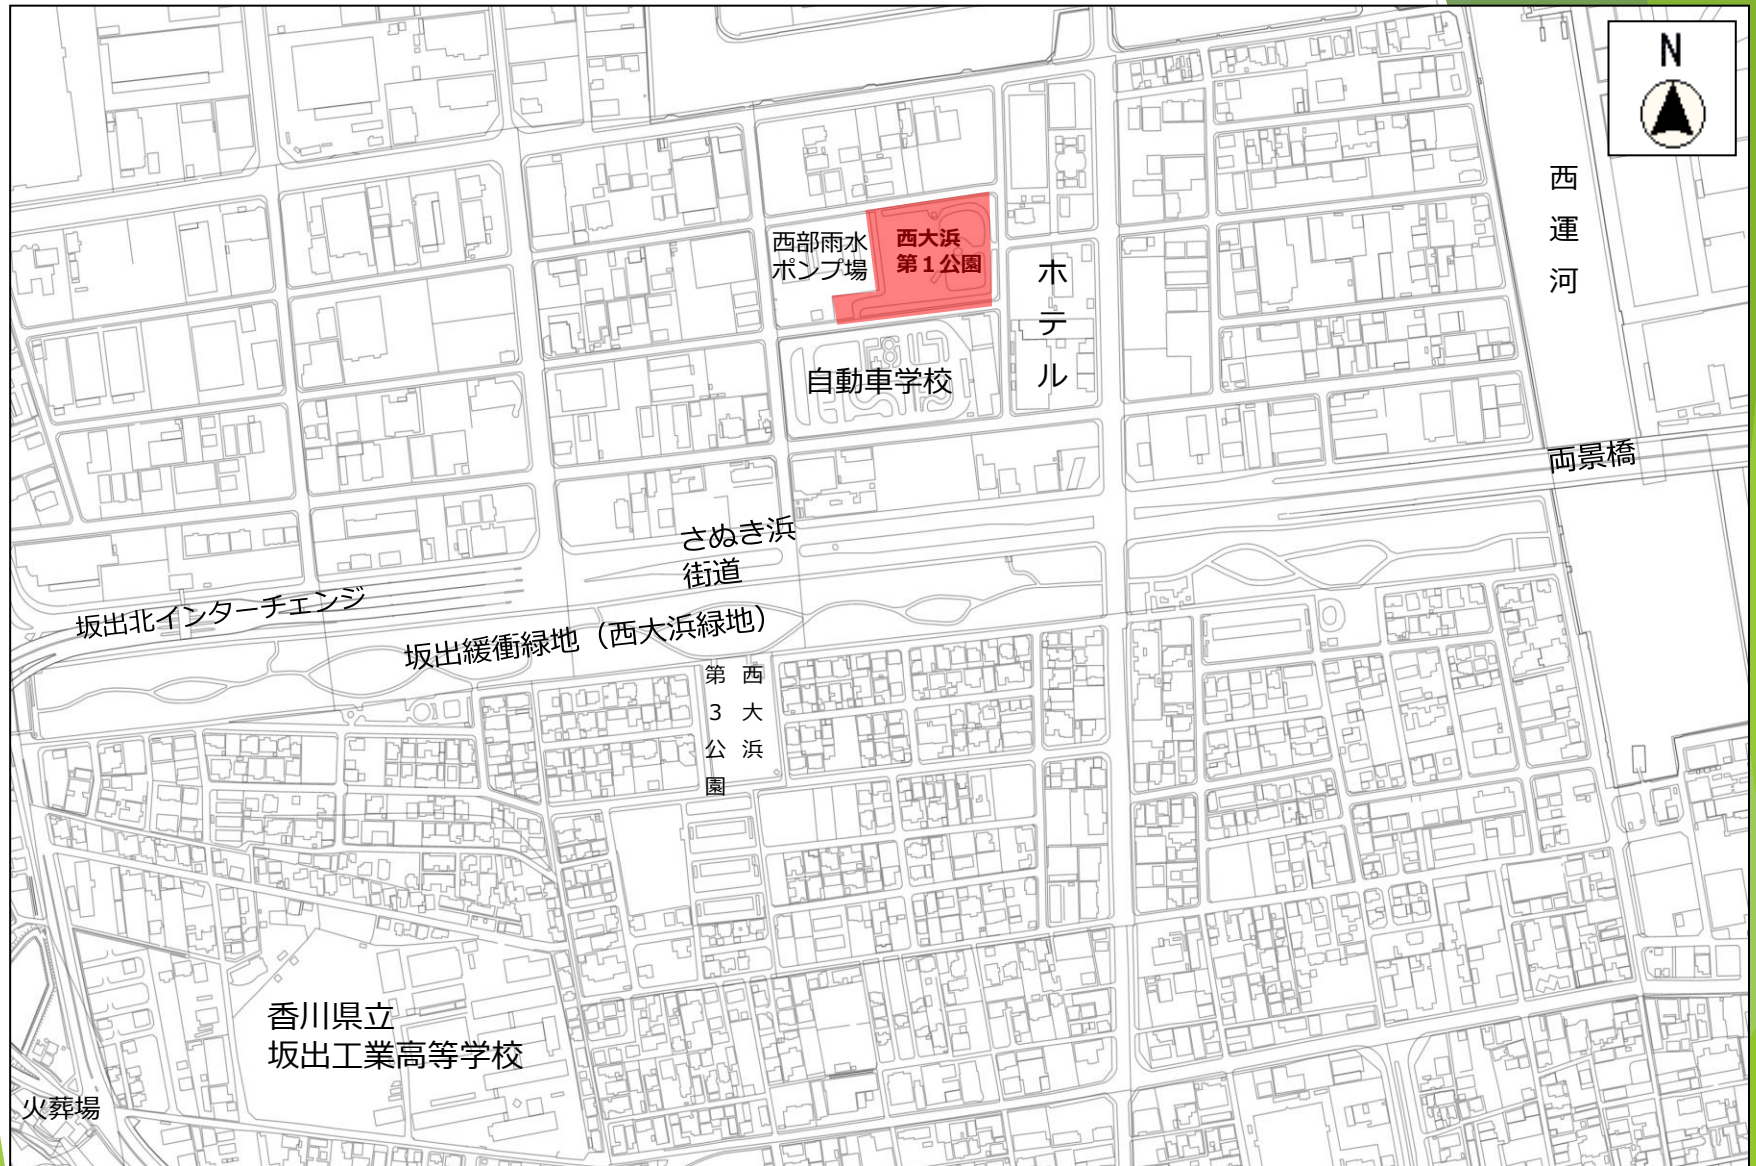 N
西運河
西部雨水
ポンプ場
西大浜
第１公園
ホテル
自動車学校
両景橋
さぬき浜
街道
坂出北インターチェンジ
坂出緩衝緑地（西大浜緑地）
西大浜
第3公園
香川県立
坂出工業高等学校
火葬場